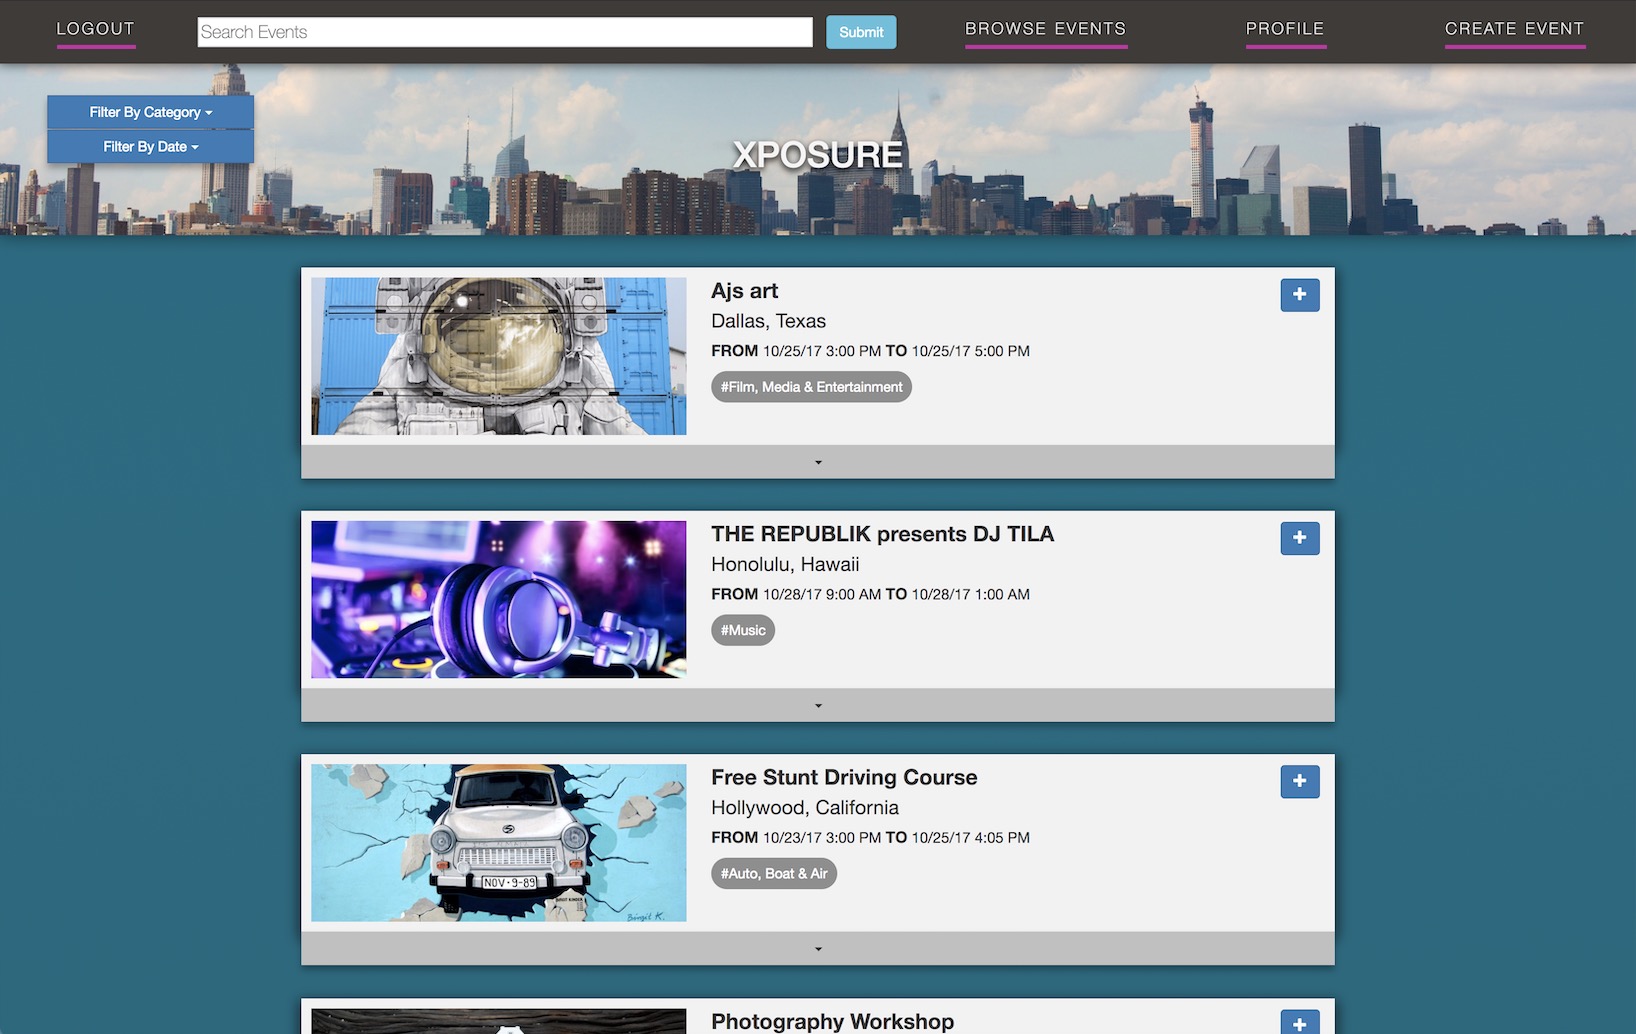 LOGOUT
Search Events
Submit
BROWSE EVENTS
PROFILE
CREATE EVENT
Filter By Category
Filter By Date
XPOSURE
Ajs art
+
Dallas, Texas
FROM 10/25/17 3:00 PM TO 10/25/17 5:00 PM
#Film, Media & Entertainment
THE REPUBLIK presents DJ TILA
+
Honolulu, Hawaii
FROM 10/28/17 9:00 AM TO 10/28/17 1:00 AM
#Music
Free Stunt Driving Course
+
Hollywood, California
FROM 10/23/17 3:00 PM TO 10/25/17 4:05 PM
#Auto, Boat & Air
NOV•9-89
BIRGIT KINDER
Birgit K.
Photography Workshop
+